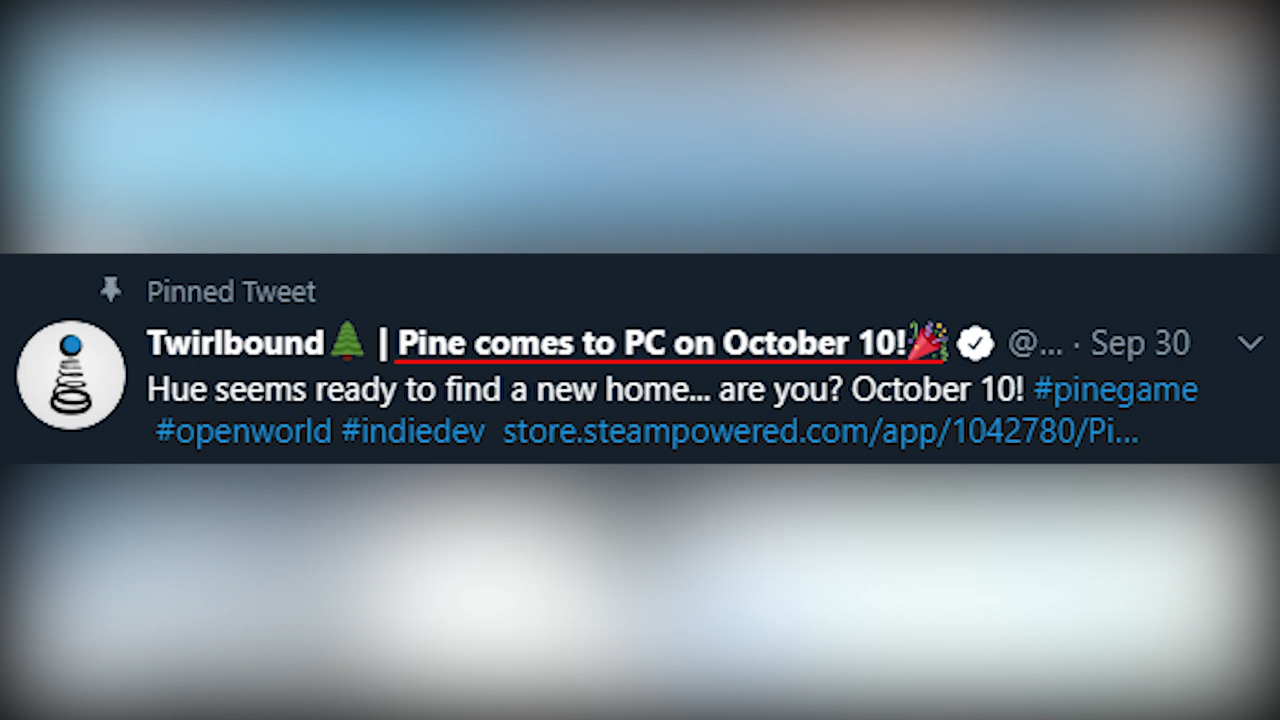 Pinned Tweet
Twirlbound🌲 | Pine comes to PC on October 10!🎉 @... · Sep 30
Hue seems ready to find a new home... are you? October 10! #pinegame
#openworld #indiedev store.steampowered.com/app/1042780/Pi...